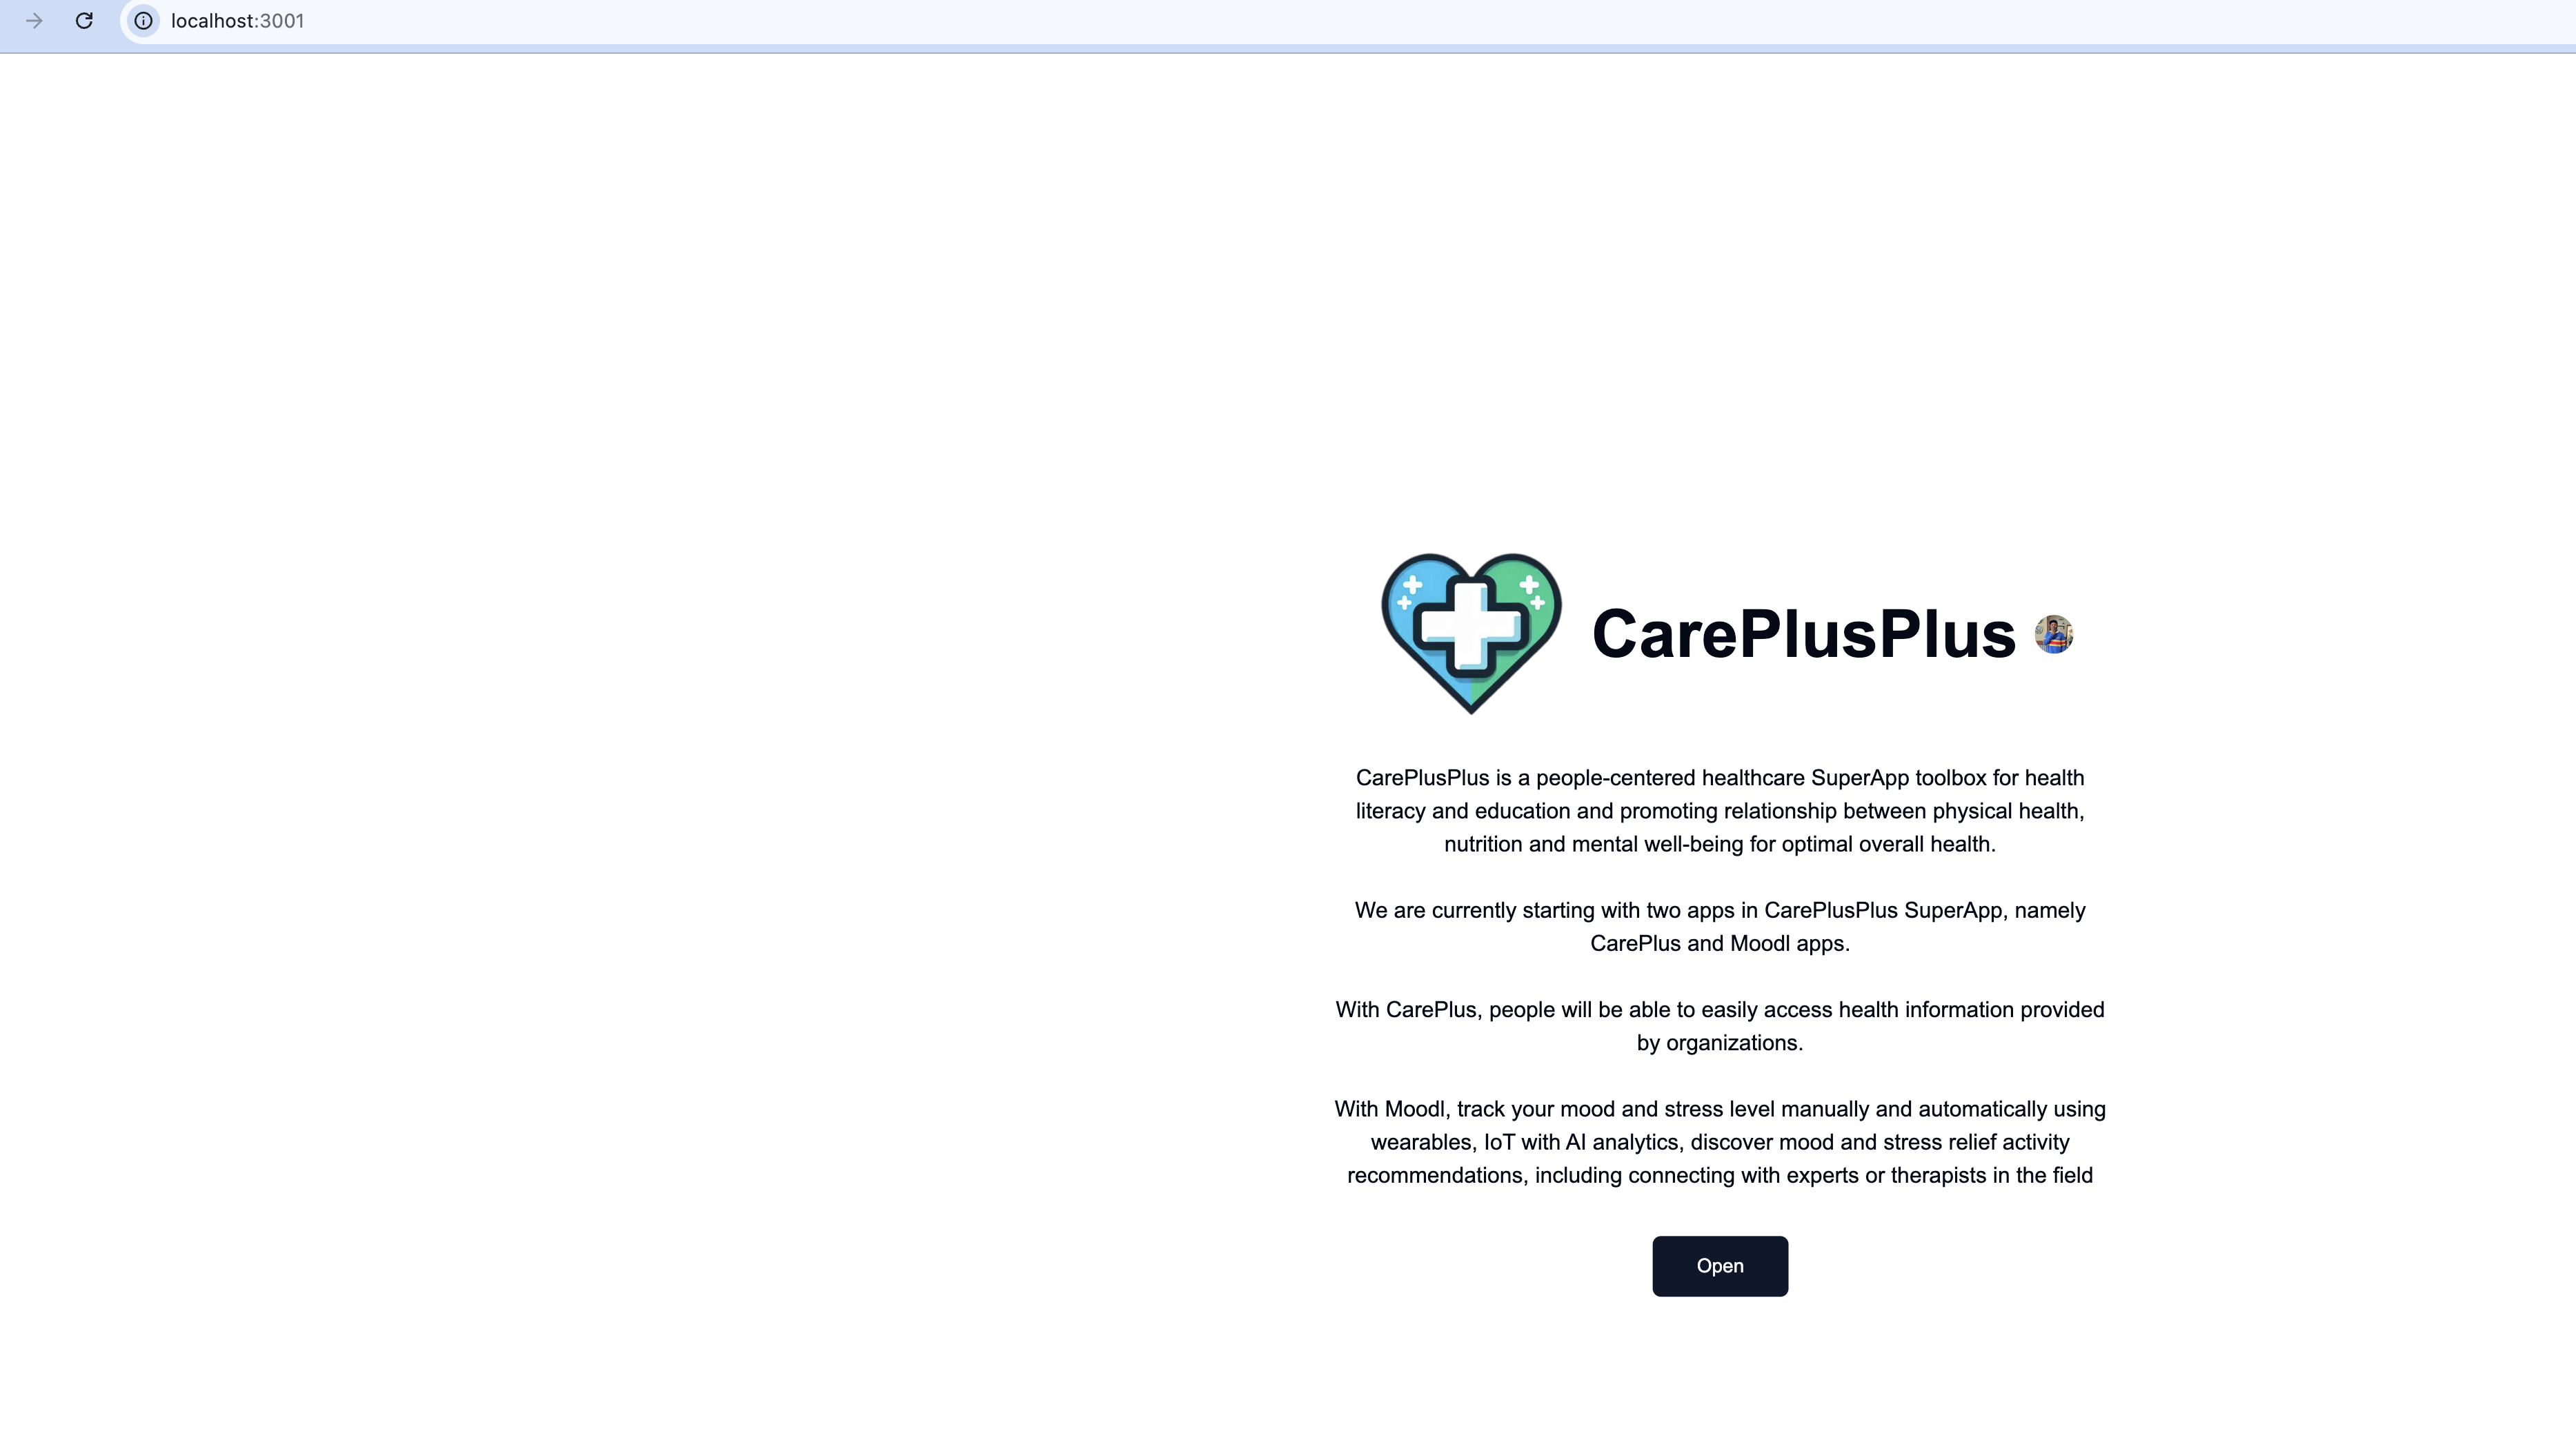 localhost:3001
CarePlusPlus
CarePlusPlus is a people-centered healthcare SuperApp toolbox for health
literacy and education and promoting relationship between physical health,
nutrition and mental well-being for optimal overall health.
We are currently starting with two apps in CarePlusPlus SuperApp, namely
CarePlus and Moodl apps.
With CarePlus, people will be able to easily access health information provided
by organizations.
With Moodl, track your mood and stress level manually and automatically using
wearables, IoT with AI analytics, discover mood and stress relief activity
recommendations, including connecting with experts or therapists in the field
Open